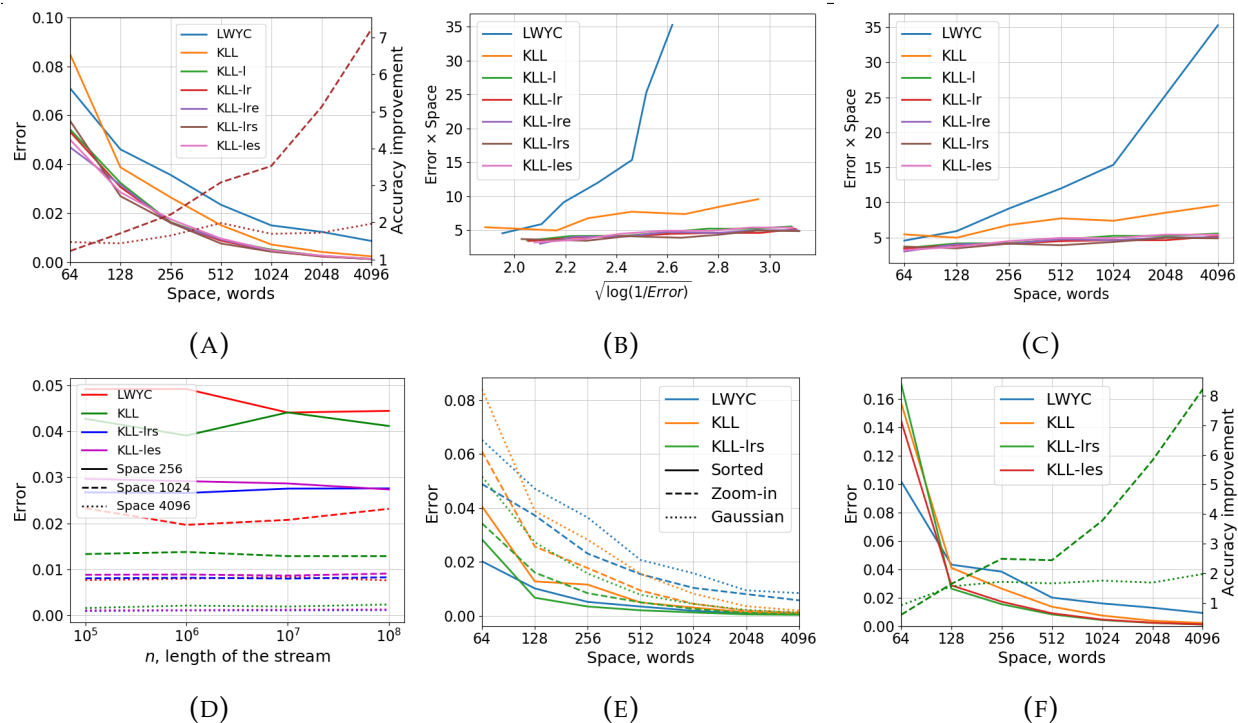 0.10
0.08
0.06
0.04
0.02
0.00
Error
64 128 256 512 1024 2048 4096
Space, words
7
6
5
4
3
2
1
Accuracy improvement
LWYC
KLL
KLL-l
KLL-lr
KLL-lre
KLL-lrs
KLL-les
(A)
35
30
25
20
15
10
5
Error × Space
2.0 2.2 2.4 2.6 2.8 3.0
√log(1/Error)
LWYC
KLL
KLL-l
KLL-lr
KLL-lre
KLL-lrs
KLL-les
(B)
35
30
25
20
15
10
5
Error × Space
64 128 256 512 1024 2048 4096
Space, words
LWYC
KLL
KLL-l
KLL-lr
KLL-lre
KLL-lrs
KLL-les
(C)
0.05
0.04
0.03
0.02
0.01
0.00
Error
10⁵ 10⁶ 10⁷ 10⁸
n, length of the stream
LWYC
KLL
KLL-lrs
KLL-les
Space 256
Space 1024
Space 4096
(D)
0.08
0.06
0.04
0.02
0.00
Error
64 128 256 512 1024 2048 4096
Space, words
LWYC
KLL
KLL-lrs
Sorted
Zoom-in
Gaussian
(E)
0.16
0.14
0.12
0.10
0.08
0.06
0.04
0.02
0.00
Error
64 128 256 512 1024 2048 4096
Space, words
8
7
6
5
4
3
2
1
Accuracy improvement
LWYC
KLL
KLL-lrs
KLL-les
(F)